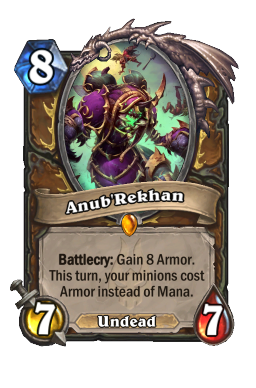 8
Anub'Rekhan
Battlecry: Gain 8 Armor.
This turn, your minions cost
Armor instead of Mana.
7
Undead
7